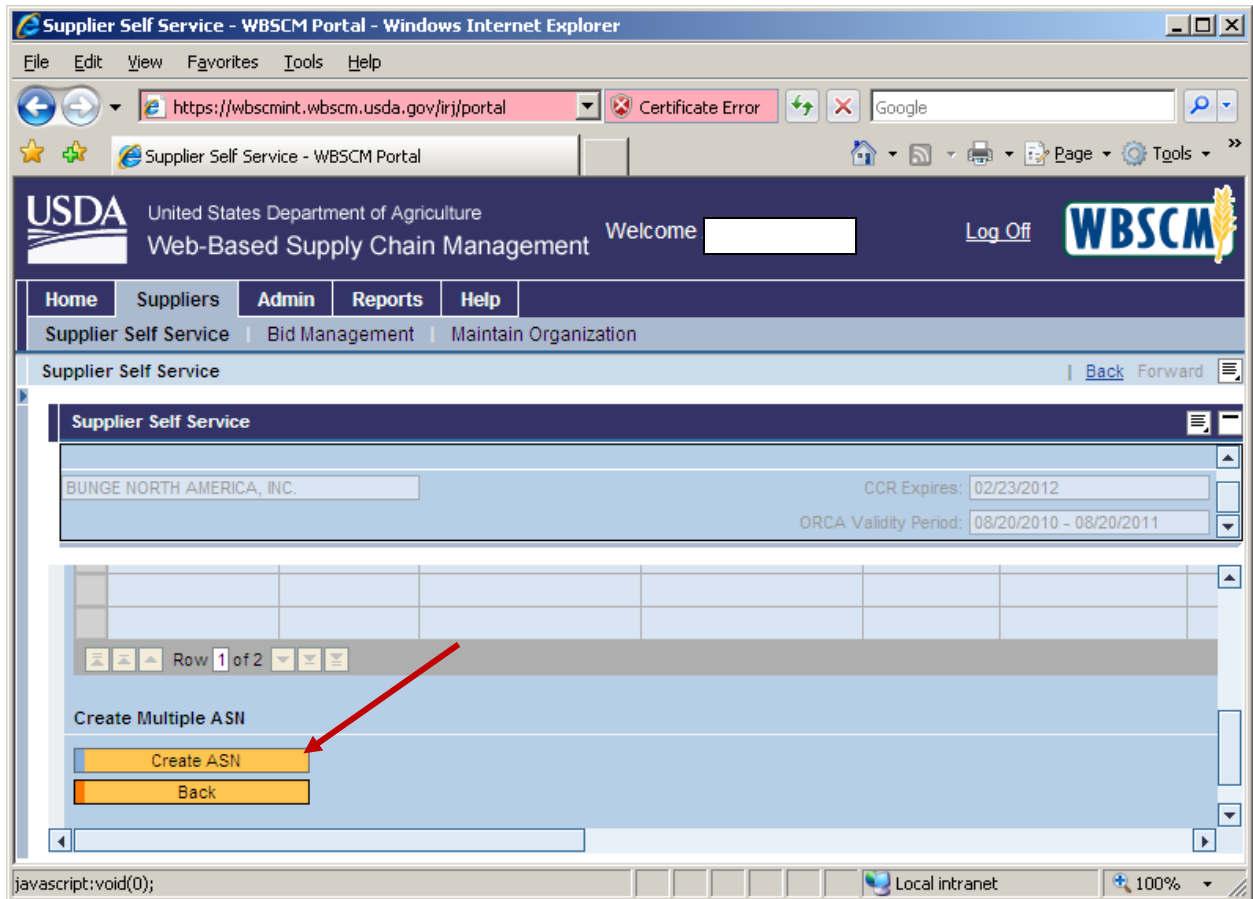 Supplier Self Service - WBSCM Portal - Windows Internet Explorer
File Edit View Favorites Tools Help
https://wbscmint.wbscm.usda.gov/irj/portal Certificate Error Google
Supplier Self Service - WBSCM Portal Page Tools »
USDA United States Department of Agriculture
Web-Based Supply Chain Management Welcome Log Off WBSCM
Home Suppliers Admin Reports Help
Supplier Self Service | Bid Management | Maintain Organization
Supplier Self Service | Back Forward
Supplier Self Service
BUNGE NORTH AMERICA, INC. CCR Expires: 02/23/2012
ORCA Validity Period: 08/20/2010 - 08/20/2011
Row 1 of 2
Create Multiple ASN
Create ASN
Back
javascript:void(0); Local intranet 100%